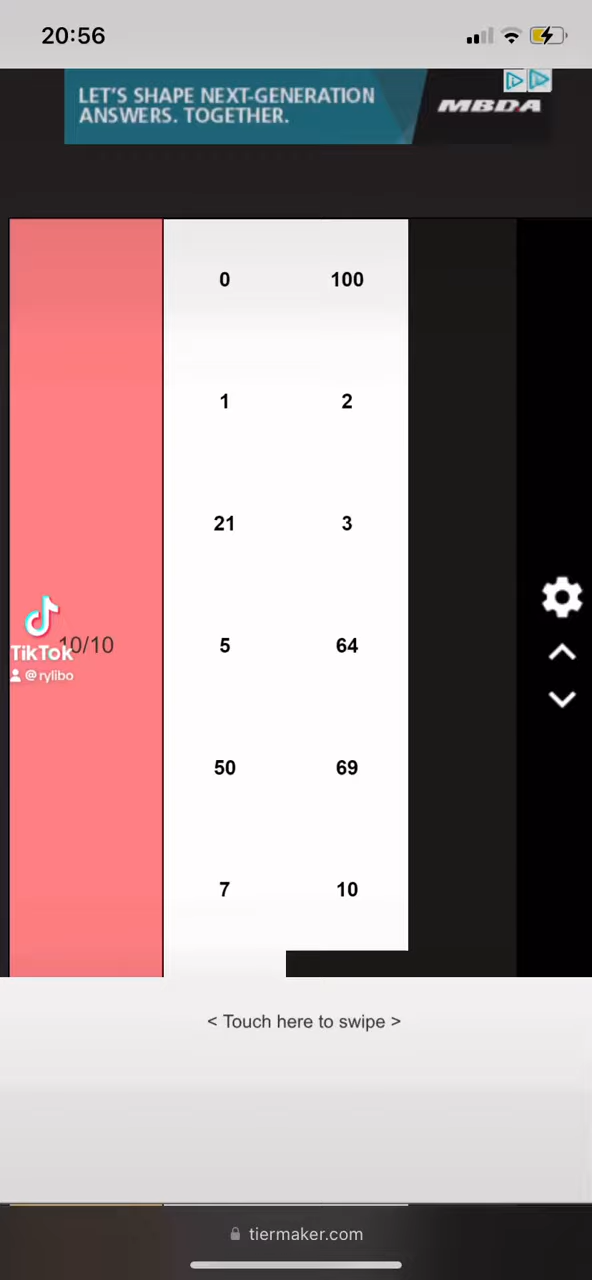 20:56
LET'S SHAPE NEXT-GENERATION
ANSWERS. TOGETHER.
MBDA
0 100
1 2
21 3
10/10
5 64
TikTok
@rylibo
50 69
7 10
< Touch here to swipe >
tiermaker.com